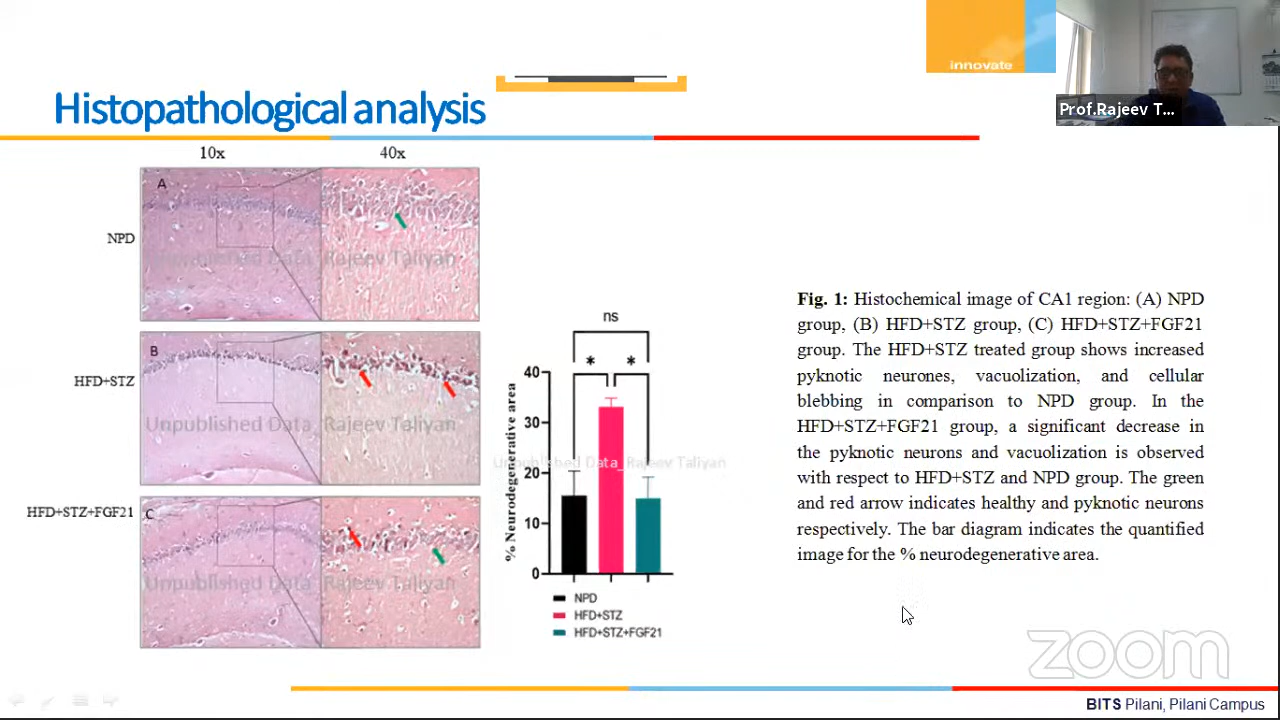 innovate
Prof.Rajeev T...
Histopathological analysis
10x
40x
A
NPD
Unpublished Data_Rajeev Taliyan
B
HFD+STZ
Unpublished Data_Rajeev Taliyan
C
HFD+STZ+FGF21
Unpublished Data_Rajeev Taliyan
ns
*
*
% Neurodegenerative area
40
30
20
10
0
Unpublished Data_Rajeev Taliyan
NPD
HFD+STZ
HFD+STZ+FGF21
Fig. 1: Histochemical image of CA1 region: (A) NPD
group, (B) HFD+STZ group, (C) HFD+STZ+FGF21
group. The HFD+STZ treated group shows increased
pyknotic neurones, vacuolization, and cellular
blebbing in comparison to NPD group. In the
HFD+STZ+FGF21 group, a significant decrease in
the pyknotic neurons and vacuolization is observed
with respect to HFD+STZ and NPD group. The green
and red arrow indicates healthy and pyknotic neurons
respectively. The bar diagram indicates the quantified
image for the % neurodegenerative area.
zoom
BITS Pilani, Pilani Campus